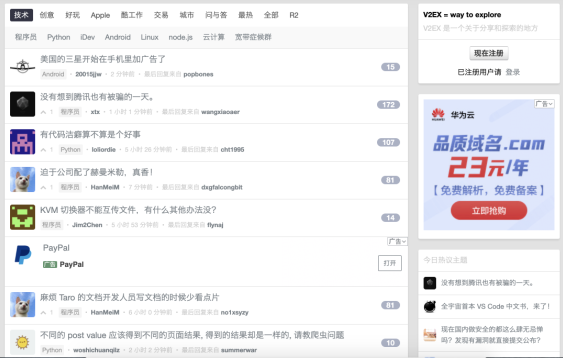 技术 创意 好玩 Apple 酷工作 交易 城市 问与答 最热 全部 R2
程序员 Python iDev Android Linux node.js 云计算 宽带症候群
美国的三星开始在手机里加广告了
Android • 20015jjw • 2 分钟前 • 最后回复来自 popbones
15
没有想到腾讯也有被骗的一天。
1 程序员 • xtx • 1 小时 1 分钟前 • 最后回复来自 wangxiaoaer
172
有代码洁癖算不算是个好事
1 Python • loliordie • 5 小时 26 分钟前 • 最后回复来自 cht1995
107
迫于公司配了赫曼米勒，真香！
1 程序员 • HanMeiM • 7 分钟前 • 最后回复来自 dxgfalcongbit
81
KVM 切换器不能互传文件，有什么其他办法没？
程序员 • Jim2Chen • 5 小时 53 分钟前 • 最后回复来自 flynaj
14
广告
PayPal
广告 PayPal
打开
麻烦 Taro 的文档开发人员写文档的时候少看点片
1 程序员 • HanMeiM • 6 小时 3 分钟前 • 最后回复来自 no1xsyzy
81
不同的 post value 应该得到不同的页面结果, 得到的结果却是一样的, 请教爬虫问题
Python • woshichuanqilz • 2 小时 2 分钟前 • 最后回复来自 summerwar
10
V2EX = way to explore
V2EX 是一个关于分享和探索的地方
现在注册
已注册用户请 登录
广告
HUAWEI
华为云
品质域名.com
23元/年
【 免费解析，免费备案 】
立即抢购
今日热议主题
没有想到腾讯也有被骗的一天。
全宇宙首本 VS Code 中文书，来了！
现在国内做安全的都这么肆无忌惮吗？发现有漏洞就直接提交公布？